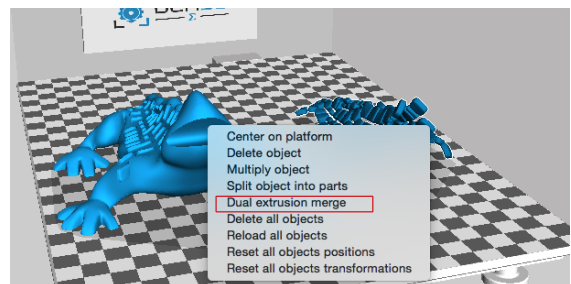 Center on platform
Delete object
Multiply object
Split object into parts
Dual extrusion merge
Delete all objects
Reload all objects
Reset all objects positions
Reset all objects transformations